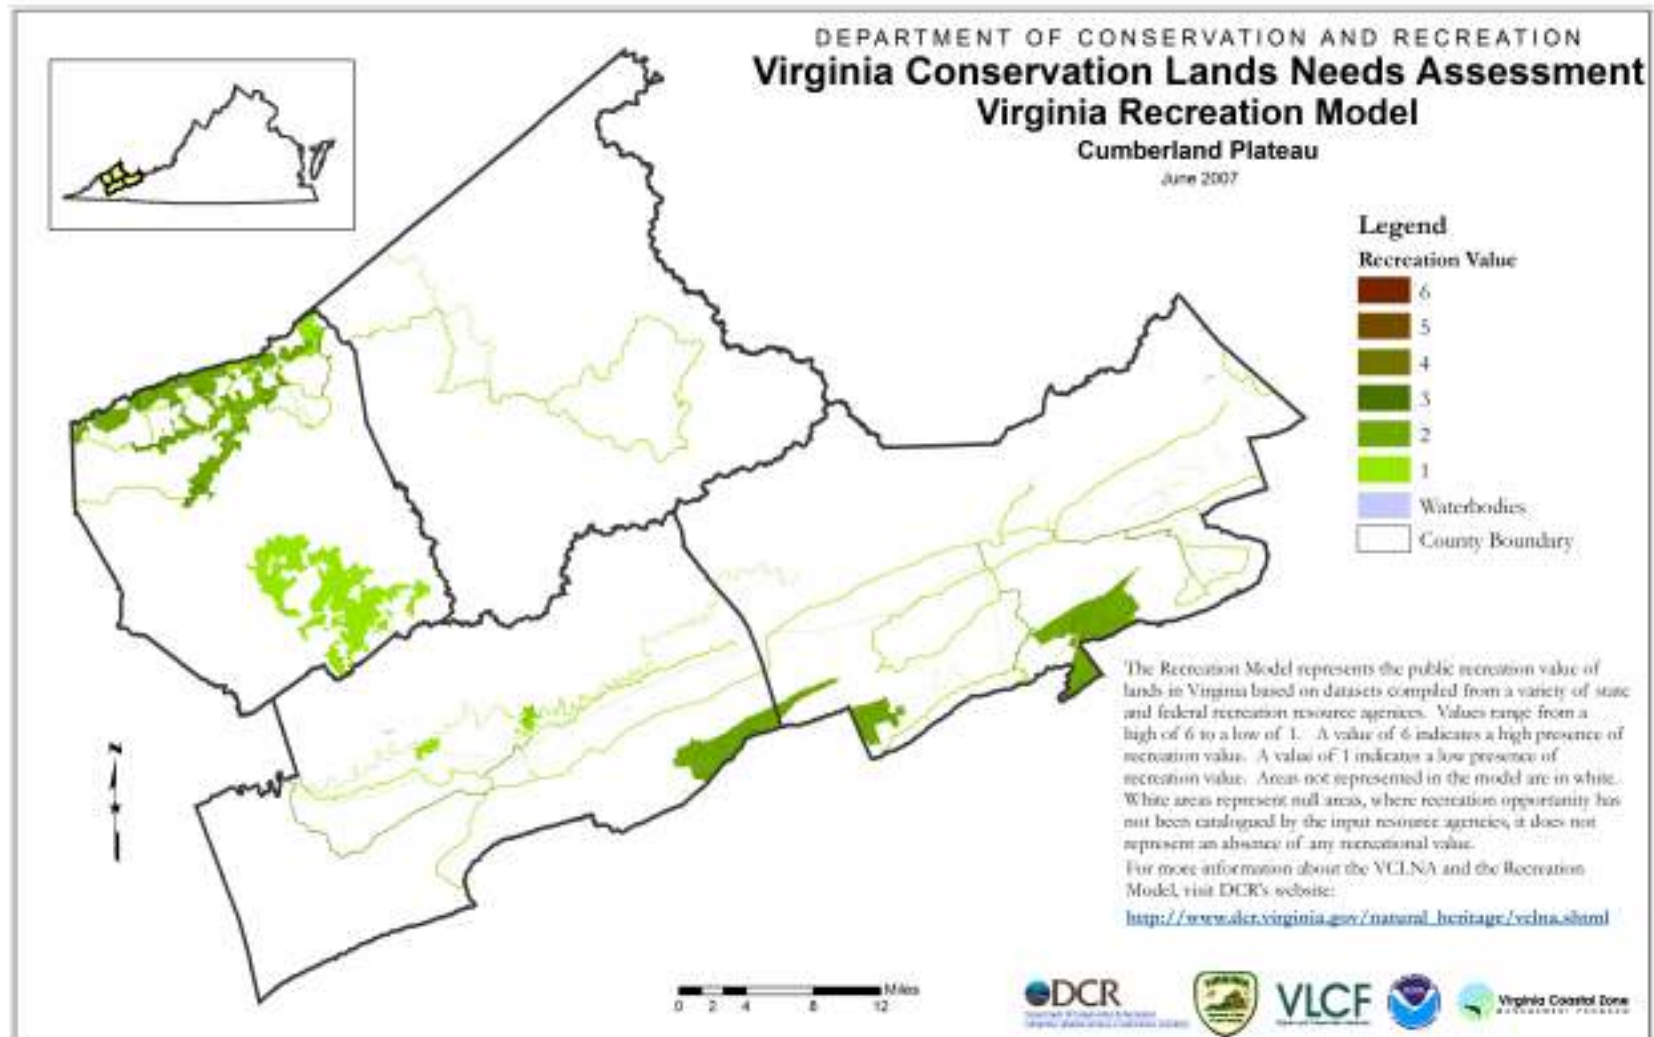 DEPARTMENT OF CONSERVATION AND RECREATION
Virginia Conservation Lands Needs Assessment
Virginia Recreation Model
Cumberland Plateau
June 2007
Legend
Recreation Value
6
5
4
3
2
1
Waterbodies
County Boundary
The Recreation Model represents the public recreation value of
lands in Virginia based on datasets compiled from a variety of state
and federal recreation resource agenices. Values range from a
high of 6 to a low of 1. A value of 6 indicates a high presence of
recreation value. A value of 1 indicates a low presence of
recreation value. Areas not represented in the model are in white.
White areas represent null areas, where recreation opportunity has
not been catalogued by the input resource agencies, it does not
represent an absence of any recreational value.
For more information about the VCLNA and the Recreation
Model, visit DCR's website:
http://www.dcr.virginia.gov/natural_heritage/vclna.shtml
N
Miles
0 2 4 8 12
DCR
VLCF
Virginia Coastal Zone
MANAGEMENT PROGRAM